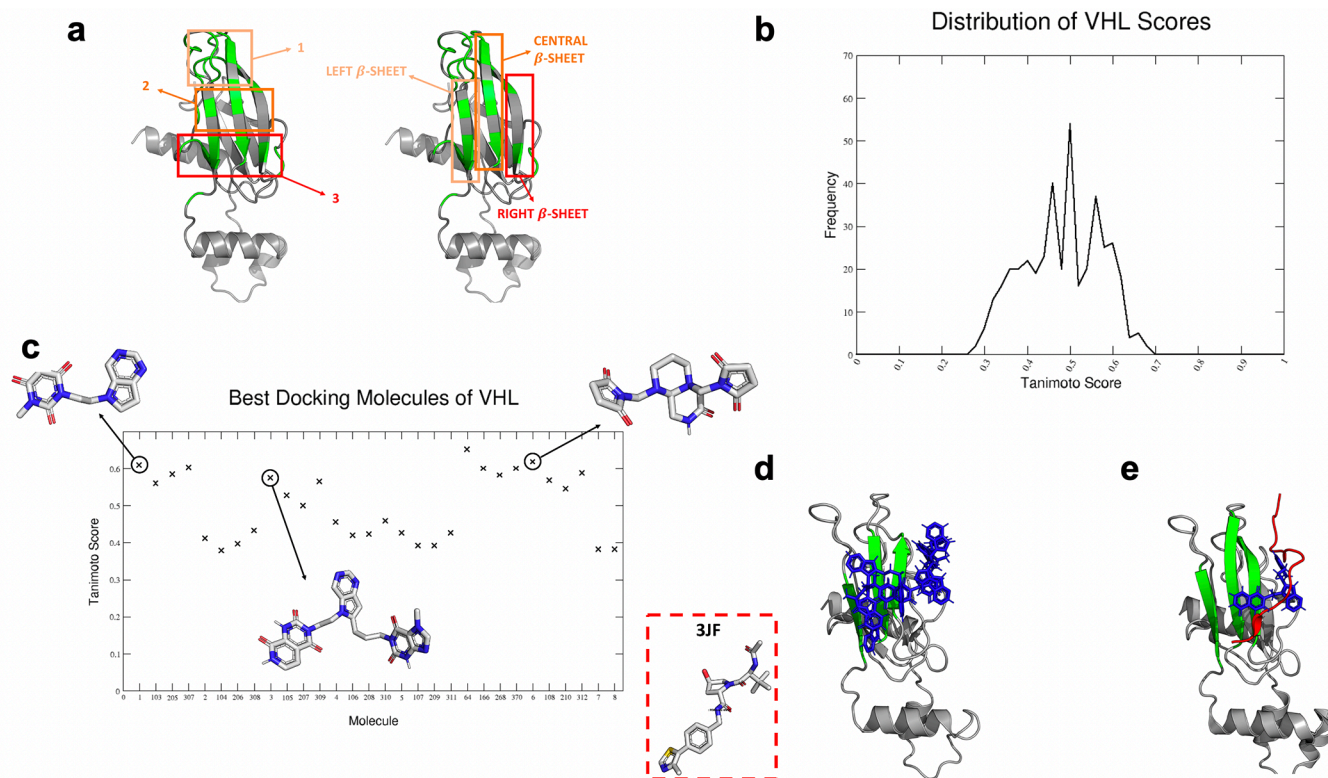 a
1
2
3
LEFT β-SHEET
CENTRAL
β-SHEET
RIGHT β-SHEET
b
Distribution of VHL Scores
Frequency
70
60
50
40
30
20
10
0
0
0.1
0.2
0.3
0.4
0.5
0.6
0.7
0.8
0.9
1
Tanimoto Score
c
Best Docking Molecules of VHL
Tanimoto Score
0.6
0.5
0.4
0.3
0.2
0.1
0
0 1 103 205 307 2 104 206 308 3 105 207 309 4 106 208 310 5 107 209 311 64 166 268 370 6 108 210 312 7 8
Molecule
3JF
d
e